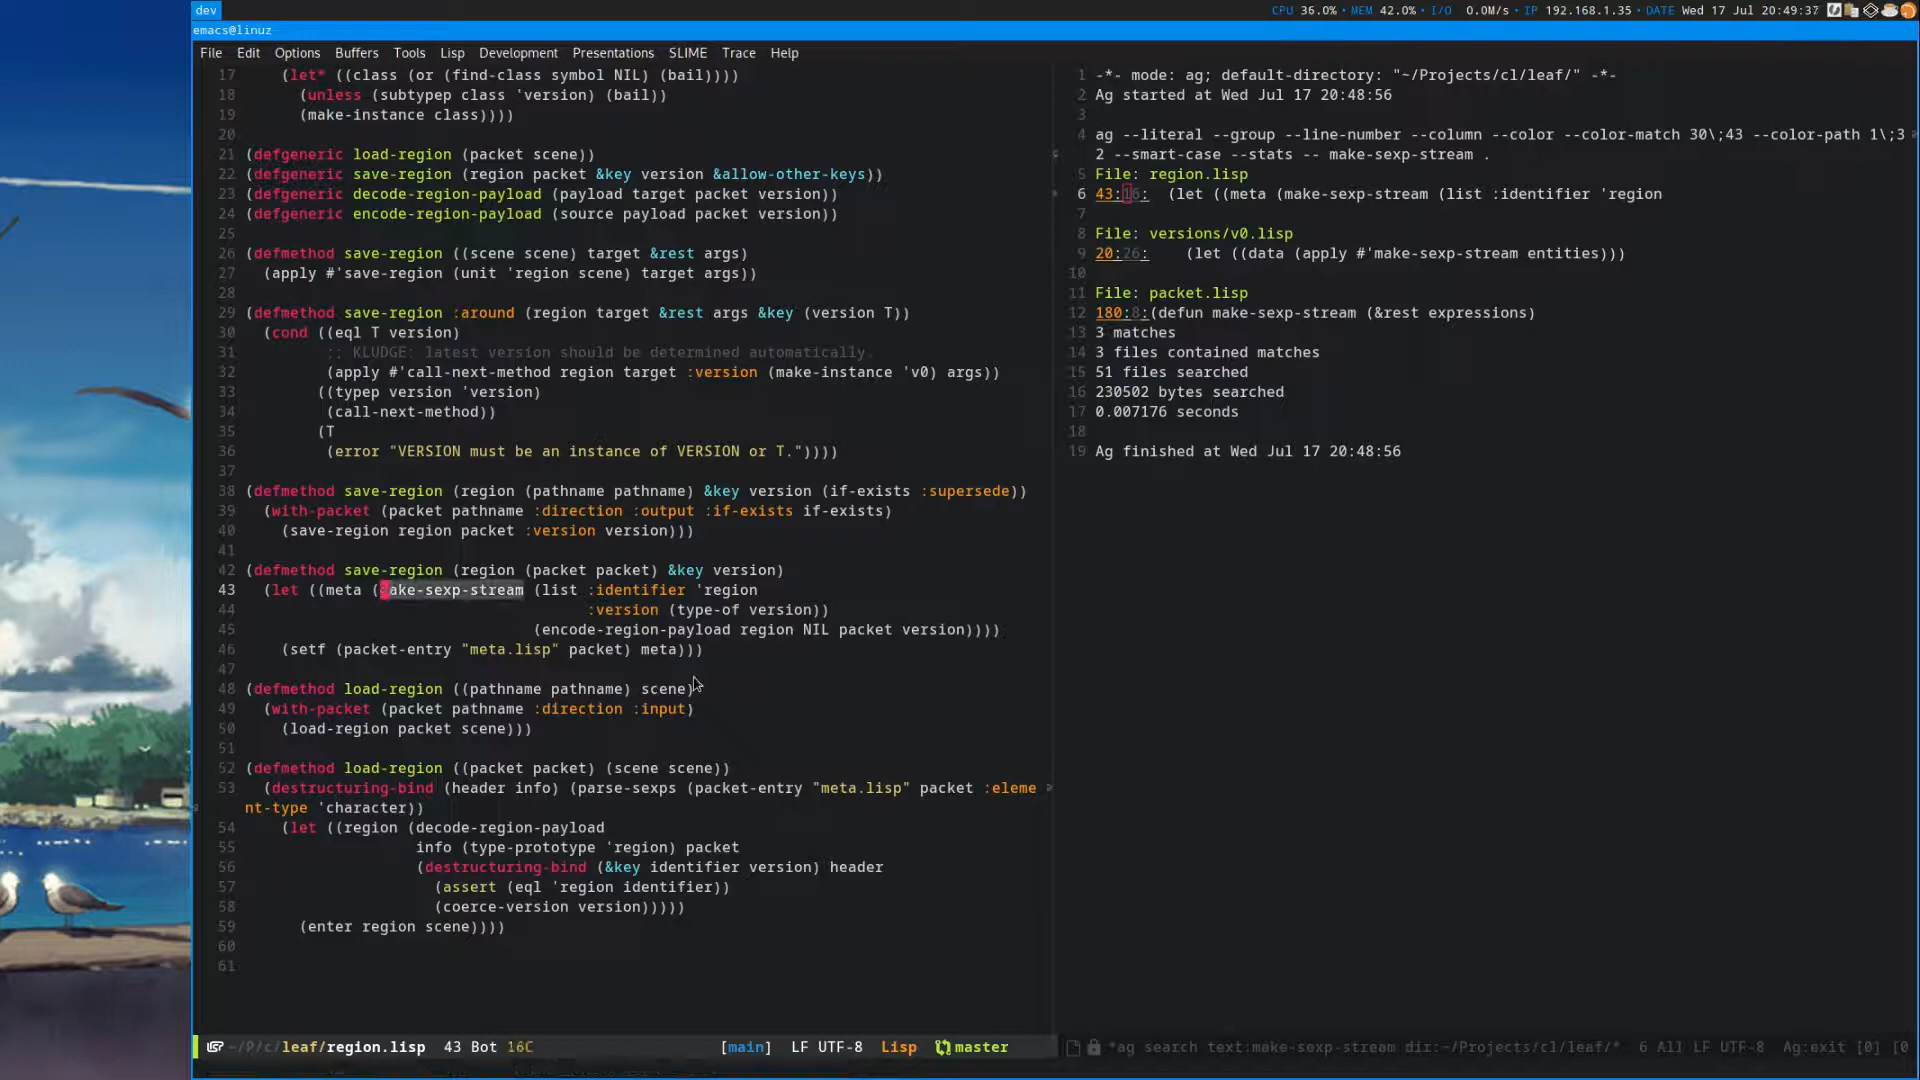 dev
CPU 36.0% • MEM 42.0% • I/O 0.0M/s • IP 192.168.1.35 • DATE Wed 17 Jul 20:49:37
emacs@linuz
File Edit Options Buffers Tools Lisp Development Presentations SLIME Trace Help
17     (let* ((class (or (find-class symbol NIL) (bail))))
18       (unless (subtypep class 'version) (bail))
19       (make-instance class))))
20
21 (defgeneric load-region (packet scene))
22 (defgeneric save-region (region packet &key version &allow-other-keys))
23 (defgeneric decode-region-payload (payload target packet version))
24 (defgeneric encode-region-payload (source payload packet version))
25
26 (defmethod save-region ((scene scene) target &rest args)
27   (apply #'save-region (unit 'region scene) target args))
28
29 (defmethod save-region :around (region target &rest args &key (version T))
30   (cond ((eql T version)
31          ;; KLUDGE: latest version should be determined automatically.
32          (apply #'call-next-method region target :version (make-instance 'v0) args))
33         ((typep version 'version)
34          (call-next-method))
35         (T
36          (error "VERSION must be an instance of VERSION or T."))))
37
38 (defmethod save-region (region (pathname pathname) &key version (if-exists :supersede))
39   (with-packet (packet pathname :direction :output :if-exists if-exists)
40     (save-region region packet :version version)))
41
42 (defmethod save-region (region (packet packet) &key version)
43   (let ((meta (make-sexp-stream (list :identifier 'region
44                                       :version (type-of version))
45                                 (encode-region-payload region NIL packet version))))
46     (setf (packet-entry "meta.lisp" packet) meta)))
47
48 (defmethod load-region ((pathname pathname) scene)
49   (with-packet (packet pathname :direction :input)
50     (load-region packet scene)))
51
52 (defmethod load-region ((packet packet) (scene scene))
53   (destructuring-bind (header info) (parse-sexps (packet-entry "meta.lisp" packet :eleme
nt-type 'character))
54     (let ((region (decode-region-payload
55                    info (type-prototype 'region) packet
56                    (destructuring-bind (&key identifier version) header
57                      (assert (eql 'region identifier))
58                      (coerce-version version)))))
59       (enter region scene))))
60
61
~/P/c/leaf/region.lisp 43 Bot 16C [main] LF UTF-8 Lisp master
1 -*- mode: ag; default-directory: "~/Projects/cl/leaf/" -*-
2 Ag started at Wed Jul 17 20:48:56
3
4 ag --literal --group --line-number --column --color --color-match 30\;43 --color-path 1\;3
2 --smart-case --stats -- make-sexp-stream .
5 File: region.lisp
6 43:16:  (let ((meta (make-sexp-stream (list :identifier 'region
7
8 File: versions/v0.lisp
9 20:26:    (let ((data (apply #'make-sexp-stream entities)))
10
11 File: packet.lisp
12 180:8:(defun make-sexp-stream (&rest expressions)
13 3 matches
14 3 files contained matches
15 51 files searched
16 230502 bytes searched
17 0.007176 seconds
18
19 Ag finished at Wed Jul 17 20:48:56
*ag search text:make-sexp-stream dir:~/Projects/cl/leaf/* 6 All LF UTF-8 Ag:exit [0] [0